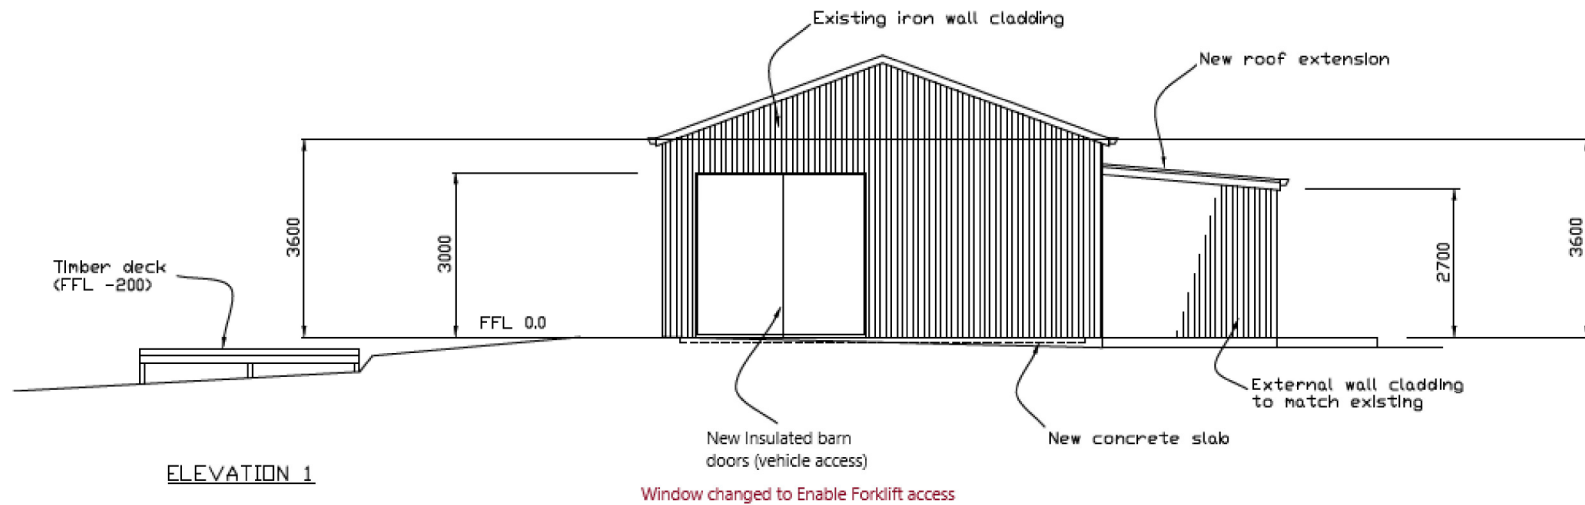 Existing iron wall cladding
New roof extension
3600
3000
3600
2700
Timber deck
(FFL -200)
FFL 0.0
External wall cladding
to match existing
New Insulated barn
doors (vehicle access)
New concrete slab
ELEVATION 1
Window changed to Enable Forklift access